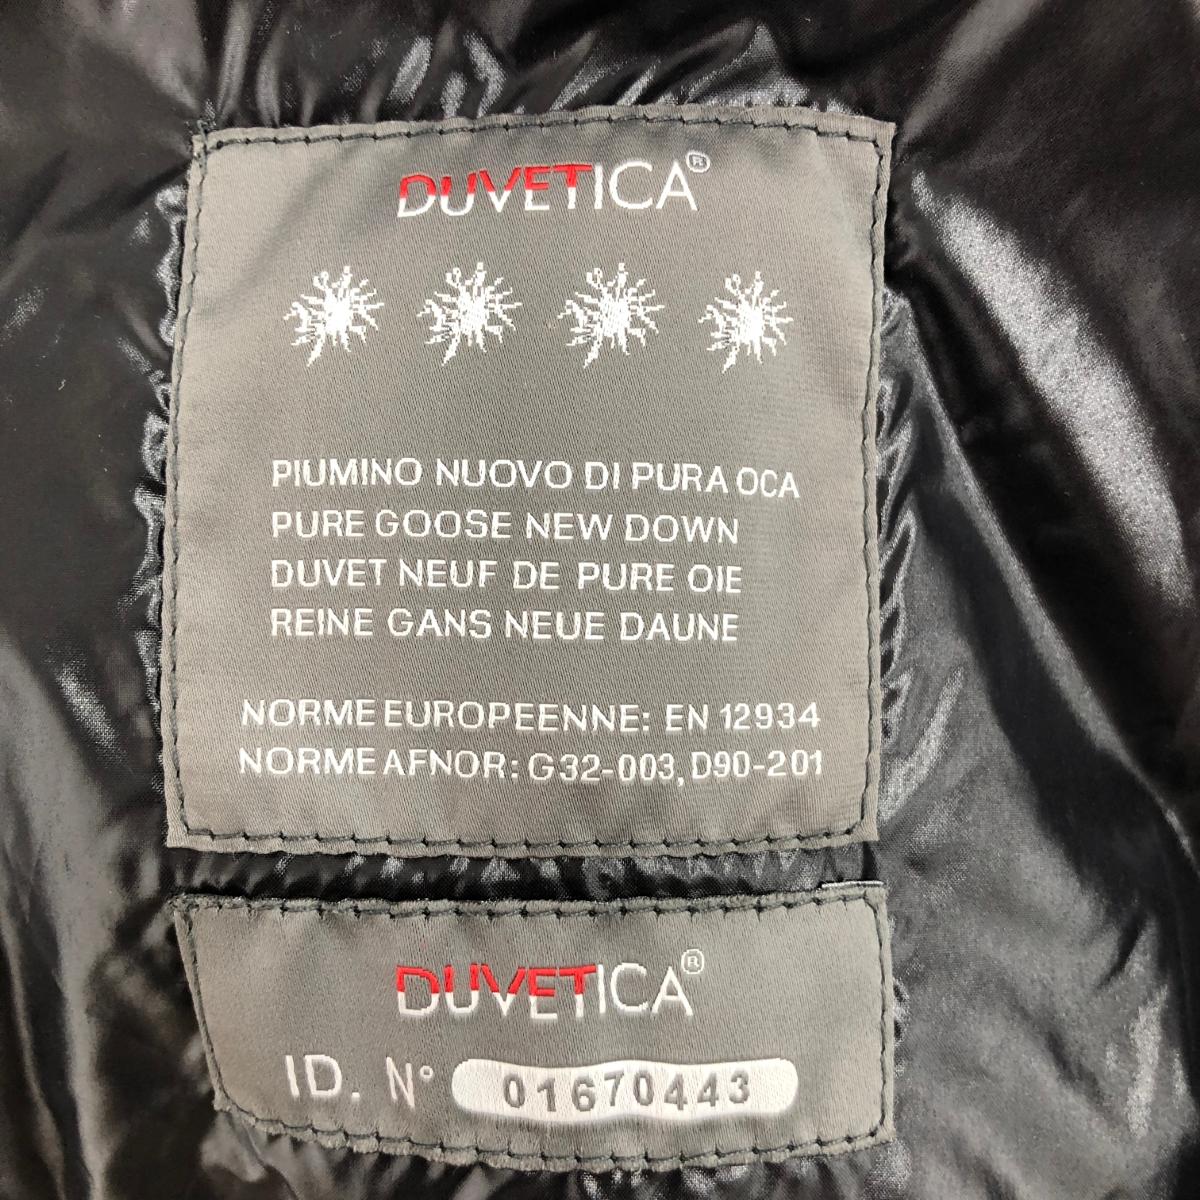 DUVETICA®
PIUMINO NUOVO DI PURA OCA
PURE GOOSE NEW DOWN
DUVET NEUF DE PURE OIE
REINE GANS NEUE DAUNE
NORME EUROPEENNE: EN 12934
NORME AFNOR: G32-003, D90-201
DUVETICA®
ID. N° 01670443